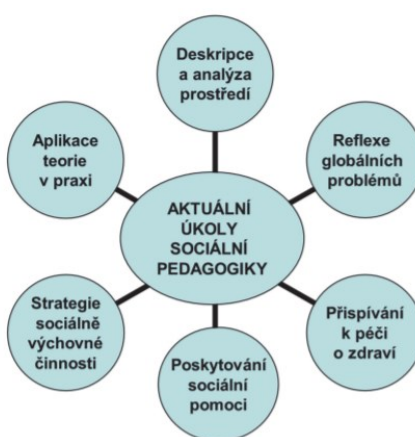 Deskripce
a analýza
prostředí
Aplikace
teorie
v praxi
Reflexe
globálních
problémů
AKTUÁLNÍ
ÚKOLY
SOCIÁLNÍ
PEDAGOGIKY
Strategie
sociálně
výchovné
činnosti
Přispívání
k péči
o zdraví
Poskytování
sociální
pomoci